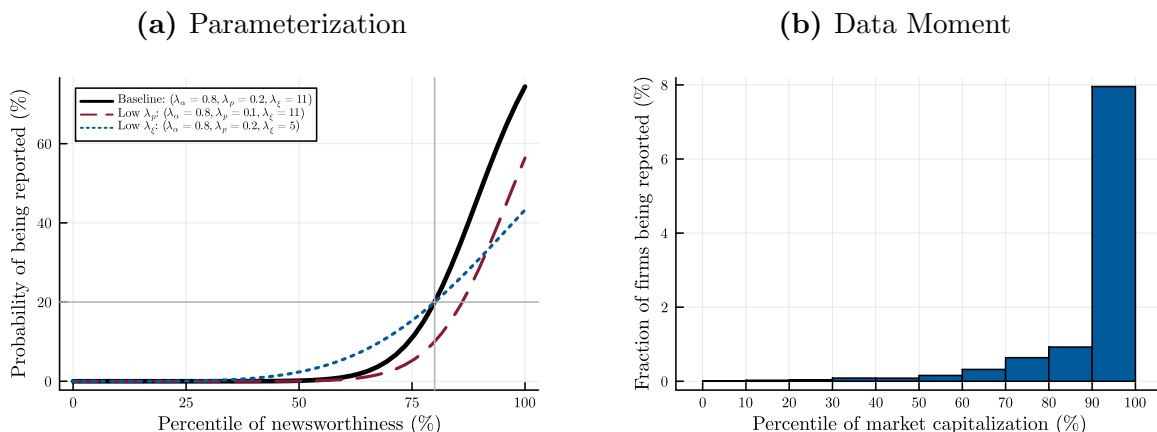 (a) Parameterization
Probability of being reported (%)
60
40
20
0
Baseline: (λα = 0.8, λp = 0.2, λξ = 11)
Low λp: (λα = 0.8, λp = 0.1, λξ = 11)
Low λξ: (λα = 0.8, λp = 0.2, λξ = 5)
0 25 50 75 100
Percentile of newsworthiness (%)
(b) Data Moment
Fraction of firms being reported (%)
8
6
4
2
0
0 10 20 30 40 50 60 70 80 90 100
Percentile of market capitalization (%)